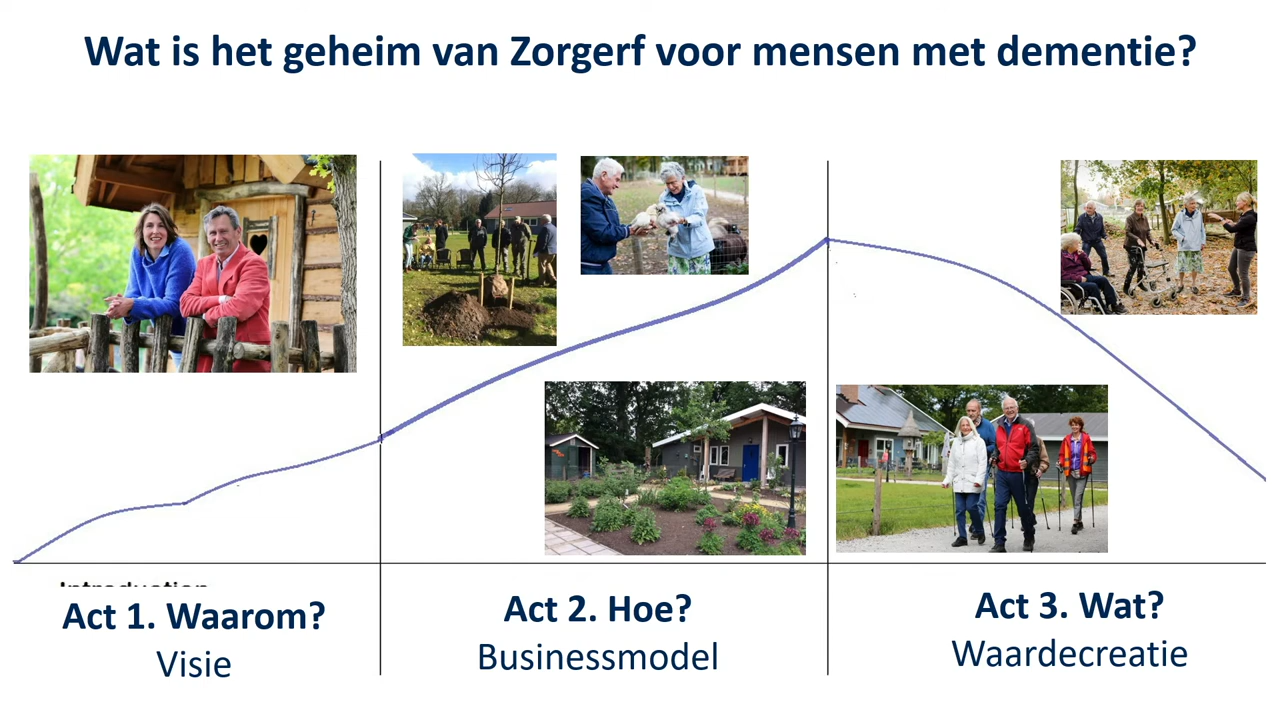 Wat is het geheim van Zorgerf voor mensen met dementie?
Introduction
Act 1. Waarom?
Visie
Act 2. Hoe?
Businessmodel
Act 3. Wat?
Waardecreatie